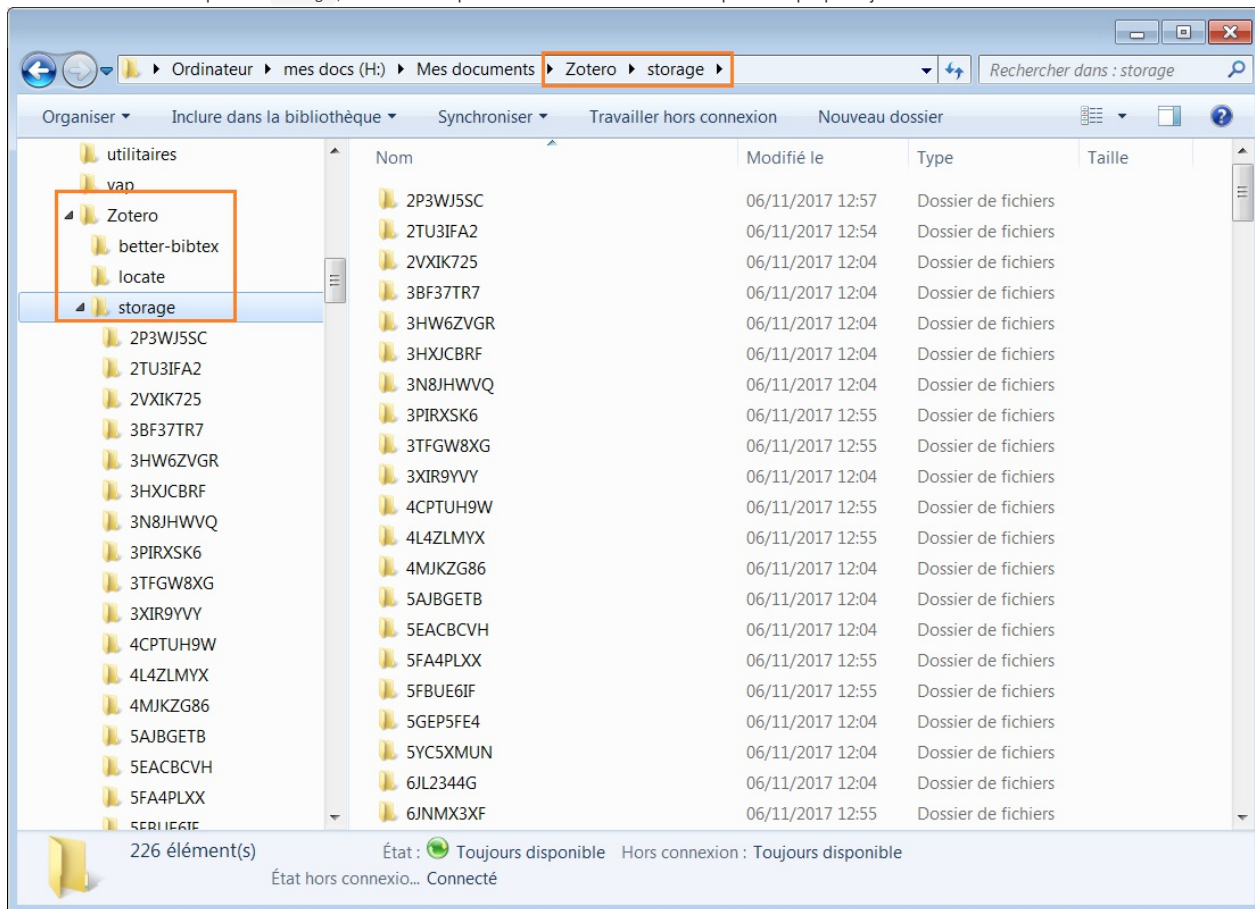 Ordinateur ▸ mes docs (H:) ▸ Mes documents ▸ Zotero ▸ storage ▸
Rechercher dans : storage
Organiser Inclure dans la bibliothèque Synchroniser Travailler hors connexion Nouveau dossier
utilitaires
vap
Zotero
better-bibtex
locate
storage
2P3WJ5SC
2TU3IFA2
2VXIK725
3BF37TR7
3HW6ZVGR
3HXJCBRF
3N8JHWVQ
3PIRXSK6
3TFGW8XG
3XIR9YVY
4CPTUH9W
4L4ZLMYX
4MJKZG86
5AJBGETB
5EACBCVH
5FA4PLXX
5FBUE6IF
Nom Modifié le Type Taille
2P3WJ5SC 06/11/2017 12:57 Dossier de fichiers
2TU3IFA2 06/11/2017 12:54 Dossier de fichiers
2VXIK725 06/11/2017 12:04 Dossier de fichiers
3BF37TR7 06/11/2017 12:04 Dossier de fichiers
3HW6ZVGR 06/11/2017 12:04 Dossier de fichiers
3HXJCBRF 06/11/2017 12:04 Dossier de fichiers
3N8JHWVQ 06/11/2017 12:04 Dossier de fichiers
3PIRXSK6 06/11/2017 12:55 Dossier de fichiers
3TFGW8XG 06/11/2017 12:55 Dossier de fichiers
3XIR9YVY 06/11/2017 12:04 Dossier de fichiers
4CPTUH9W 06/11/2017 12:55 Dossier de fichiers
4L4ZLMYX 06/11/2017 12:55 Dossier de fichiers
4MJKZG86 06/11/2017 12:04 Dossier de fichiers
5AJBGETB 06/11/2017 12:04 Dossier de fichiers
5EACBCVH 06/11/2017 12:04 Dossier de fichiers
5FA4PLXX 06/11/2017 12:55 Dossier de fichiers
5FBUE6IF 06/11/2017 12:55 Dossier de fichiers
5GEP5FE4 06/11/2017 12:04 Dossier de fichiers
5YC5XMUN 06/11/2017 12:04 Dossier de fichiers
6JL2344G 06/11/2017 12:04 Dossier de fichiers
6JNMX3XF 06/11/2017 12:55 Dossier de fichiers
226 élément(s) État : Toujours disponible Hors connexion : Toujours disponible
État hors connexio... Connecté